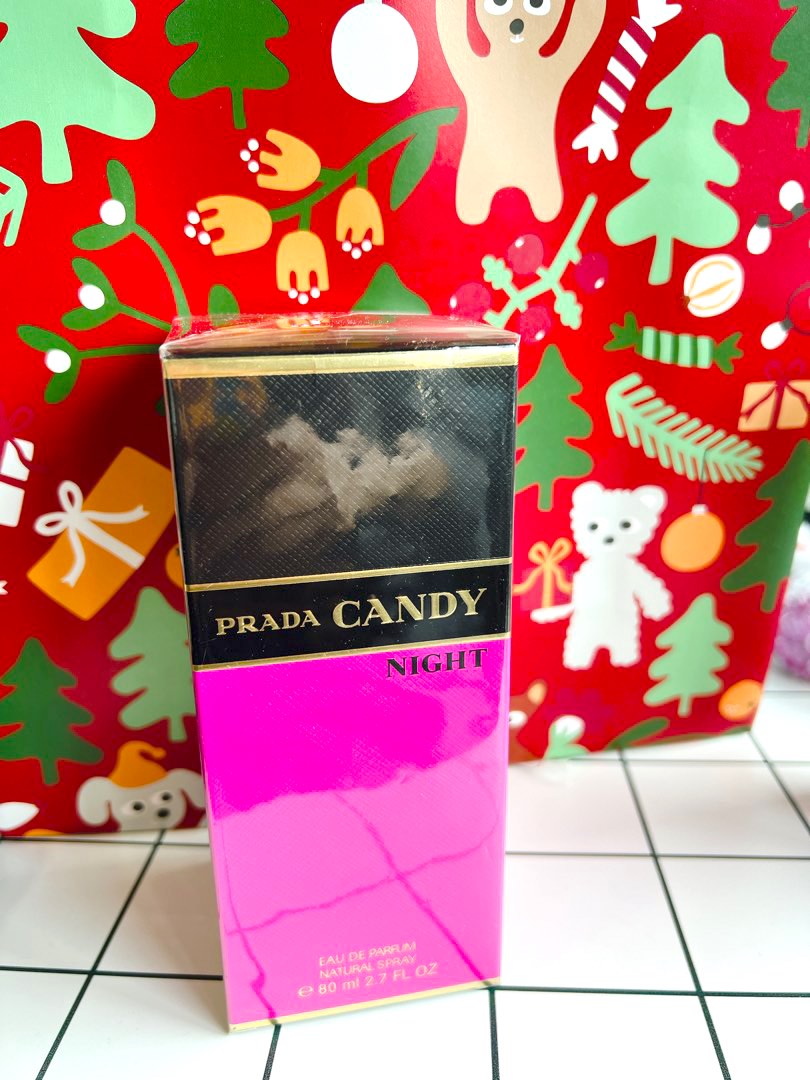 PRADA CANDY
NIGHT
EAU DE PARFUM
NATURAL SPRAY
℮ 80 ml 2.7 FL OZ